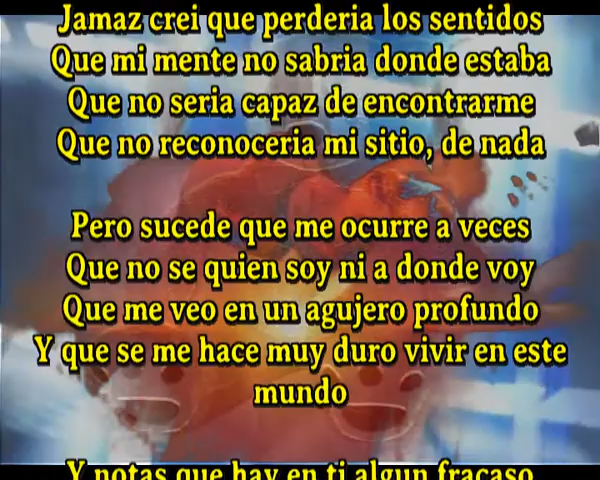 Jamaz crei que perderia los sentidos
Que mi mente no sabria donde estaba
Que no seria capaz de encontrarme
Que no reconoceria mi sitio, de nada
Pero sucede que me ocurre a veces
Que no se quien soy ni a donde voy
Que me veo en un agujero profundo
Y que se me hace muy duro vivir en este
mundo
Y notas que hay en ti algun fracaso